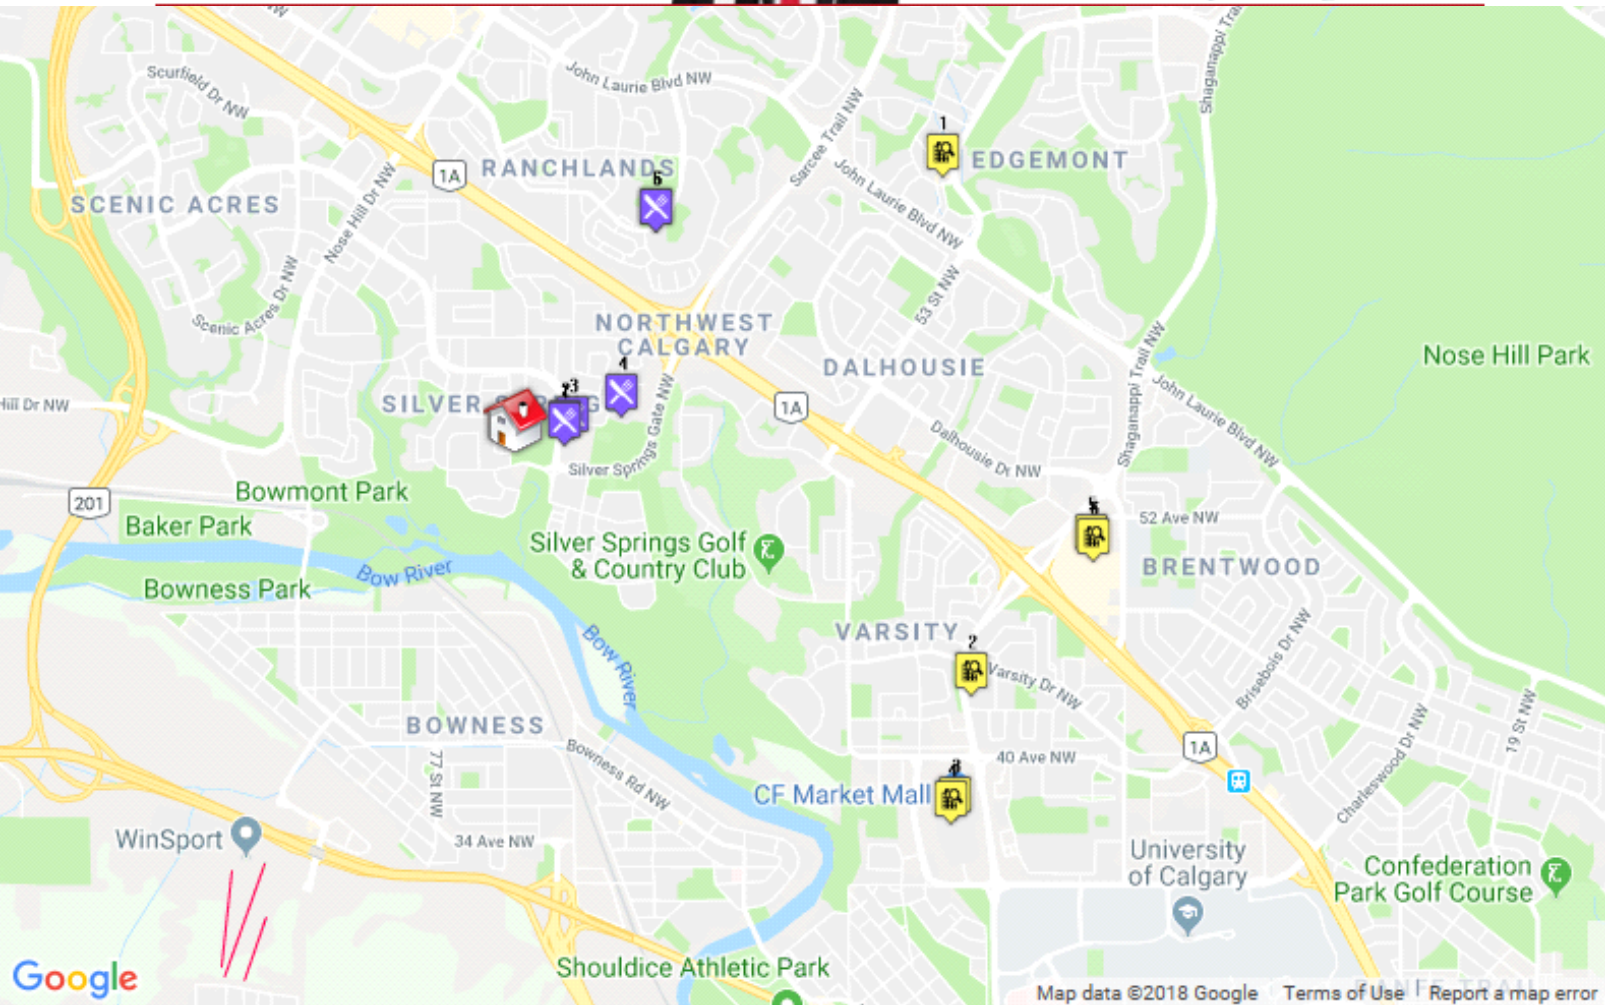 John Laurie Blvd NW
Shaganappi Trail
Scurfield Dr NW
Sarcee Trail NW
1
EDGEMONT
John Laurie Blvd NW
1A
RANCHLANDS
SCENIC ACRES
Nose Hill Dr NW
Scenic Acres Dr NW
53 St NW
NORTHWEST
CALGARY
Nose Hill Park
DALHOUSIE
Shaganappi Trail NW
John Laurie Blvd NW
4
3
Hill Dr NW
SILVER
G
1A
Silver Springs Gate NW
Dalhousie Dr NW
201
Bowmont Park
Baker Park
52 Ave NW
Silver Springs Golf
& Country Club
BRENTWOOD
Bow River
Bowness Park
Bow River
VARSITY
2
Varsity Dr NW
Brisebois Dr NW
BOWNESS
77 St NW
Bowness Rd NW
40 Ave NW
1A
19 St NW
Charleswood Dr NW
CF Market Mall
WinSport
34 Ave NW
University
of Calgary
Confederation
Park Golf Course
Google
Shouldice Athletic Park
Map data ©2018 Google
Terms of Use
Report a map error